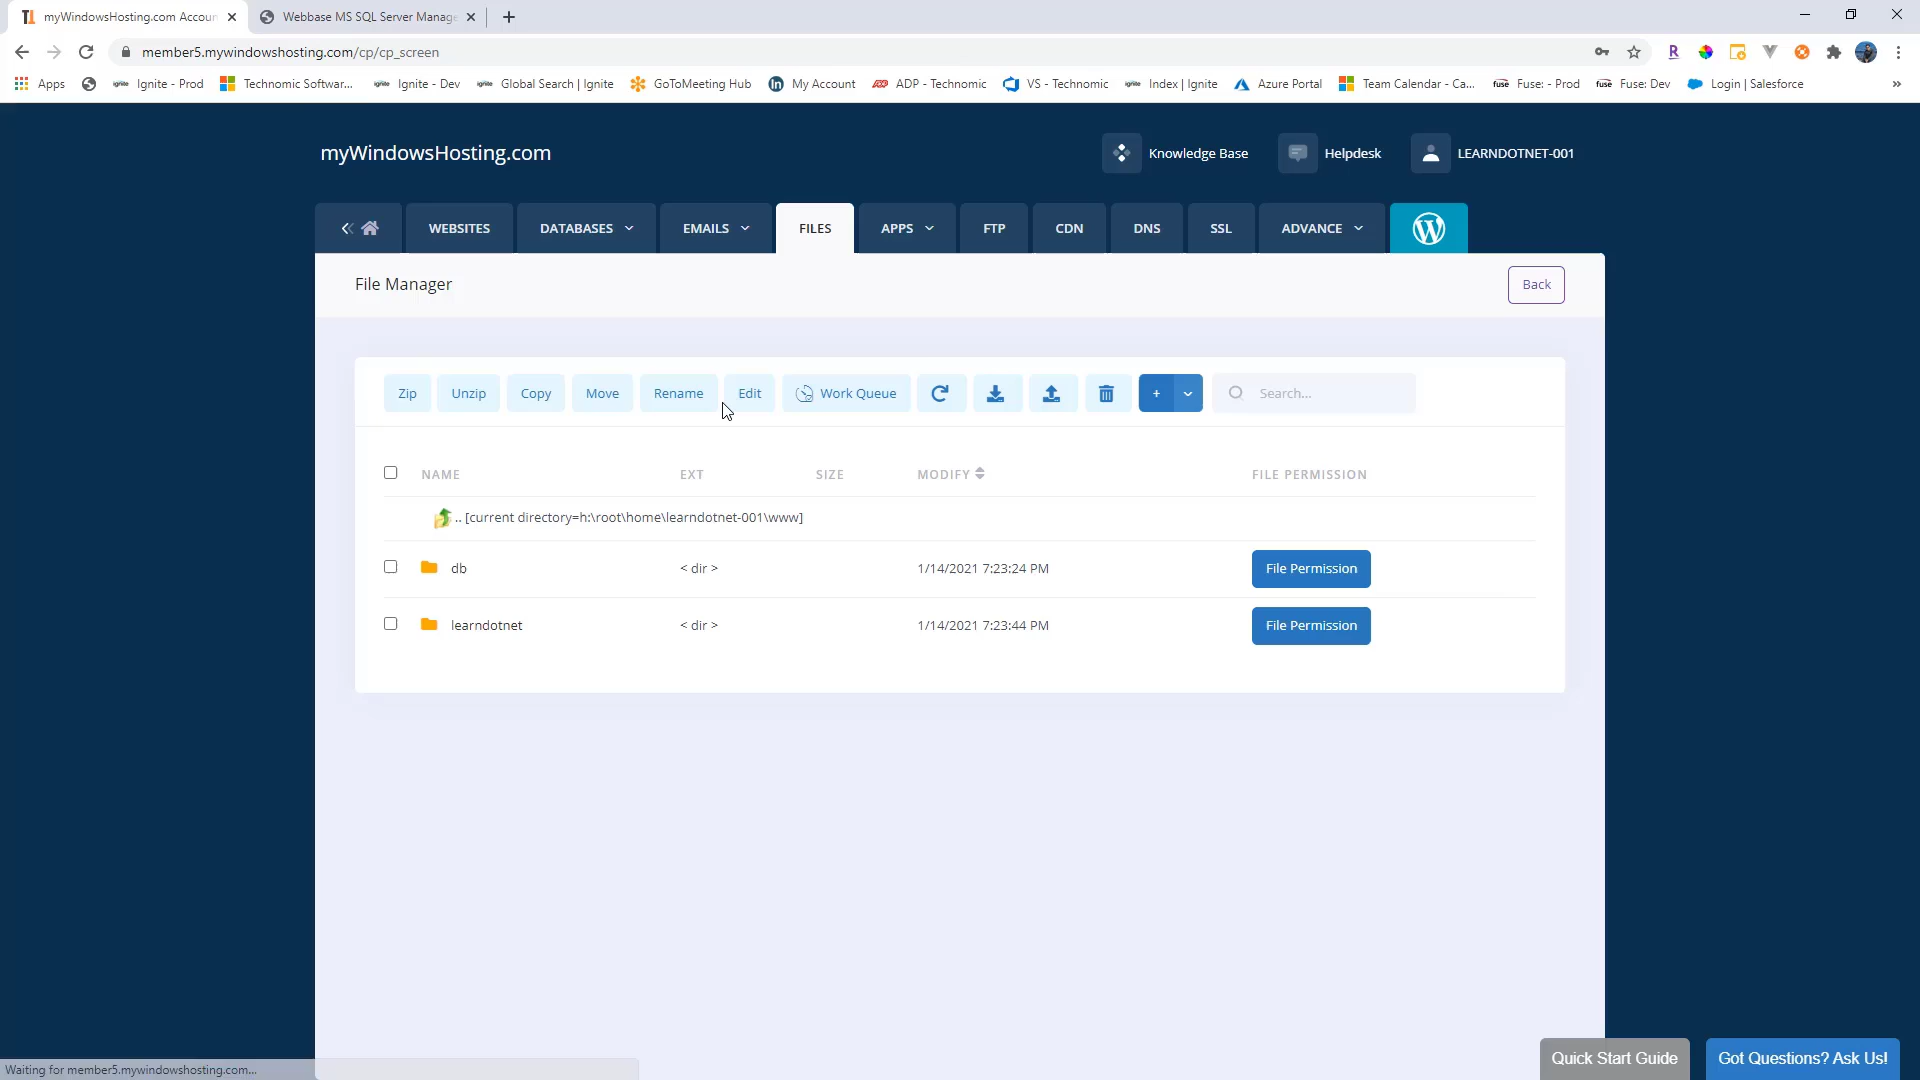 myWindowsHosting.com Accoun
Webbase MS SQL Server Manage
member5.mywindowshosting.com/cp/cp_screen
Apps
Ignite - Prod
Technomic Softwar...
Ignite - Dev
Global Search | Ignite
GoToMeeting Hub
My Account
ADP - Technomic
VS - Technomic
Index | Ignite
Azure Portal
Team Calendar - Ca...
Fuse: - Prod
Fuse: Dev
Login | Salesforce
»
myWindowsHosting.com
Knowledge Base
Helpdesk
LEARNDOTNET-001
WEBSITES
DATABASES
EMAILS
FILES
APPS
FTP
CDN
DNS
SSL
ADVANCE
File Manager
Back
Zip
Unzip
Copy
Move
Rename
Edit
Work Queue
+
Search...
NAME EXT SIZE MODIFY FILE PERMISSION
.. [current directory=h:\root\home\learndotnet-001\www]
db < dir > 1/14/2021 7:23:24 PM File Permission
learndotnet < dir > 1/14/2021 7:23:44 PM File Permission
Quick Start Guide
Got Questions? Ask Us!
Waiting for member5.mywindowshosting.com...